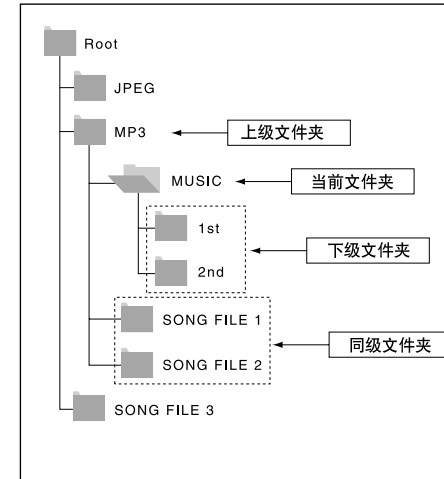 Root
JPEG
MP3
上级文件夹
MUSIC
当前文件夹
1st
下级文件夹
2nd
SONG FILE 1
同级文件夹
SONG FILE 2
SONG FILE 3